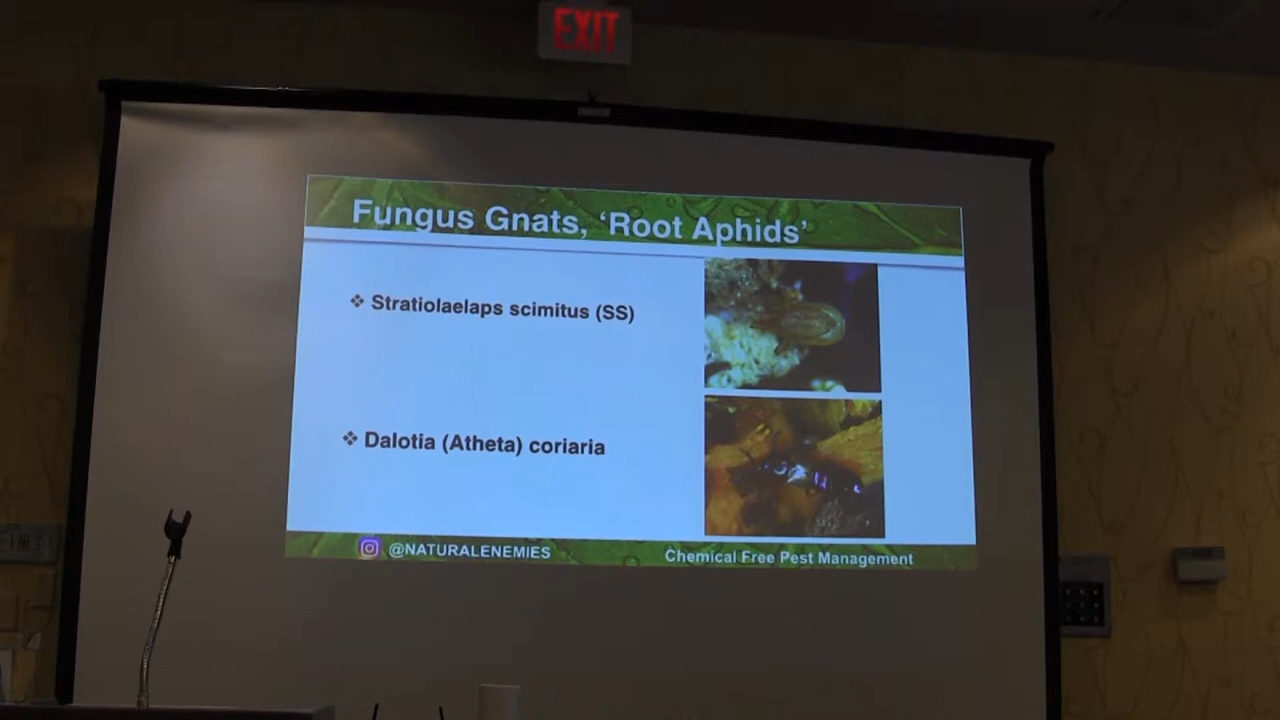 EXIT
Fungus Gnats, ‘Root Aphids’
❖ Stratiolaelaps scimitus (SS)
❖ Dalotia (Atheta) coriaria
@NATURALENEMIES
Chemical Free Pest Management